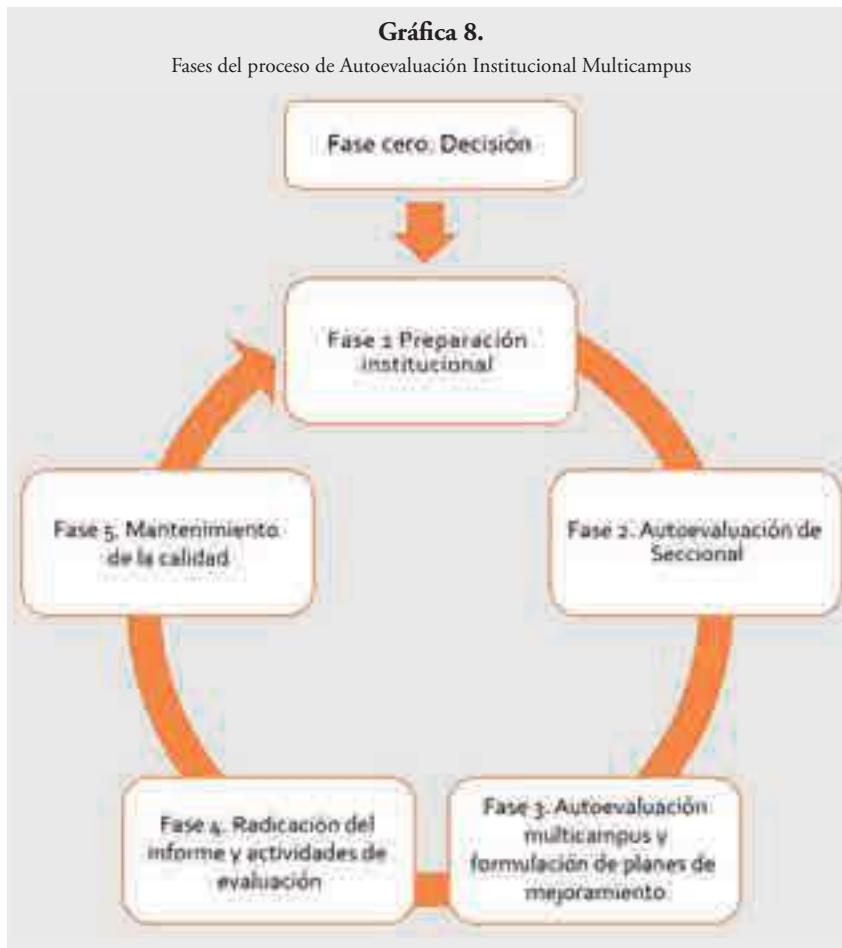 Gráfica 8.
Fases del proceso de Autoevaluación Institucional Multicampus
Fase cero. Decisión
Fase 1 Preparación
institucional
Fase 2. Autoevaluación de
Seccional
Fase 3. Autoevaluación
multicampus y
formulación de planes de
mejoramiento
Fase 4. Radicación del
informe y actividades de
evaluación
Fase 5. Mantenimiento
de la calidad